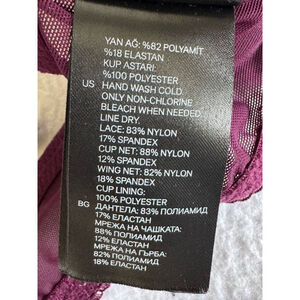 YAN AĞ: %82 POLYAMİT
%18 ELASTAN
KUP ASTARI:
%100 POLYESTER
US HAND WASH COLD.
ONLY NON-CHLORINE
BLEACH WHEN NEEDED.
LINE DRY.
LACE: 83% NYLON
17% SPANDEX
CUP NET: 88% NYLON
12% SPANDEX
WING NET: 82% NYLON
18% SPANDEX
CUP LINING:
100% POLYESTER
BG ДАНТЕЛА: 83% ПОЛИАМИД
17% ЕЛАСТАН
МРЕЖА НА ЧАШКАТА:
88% ПОЛИАМИД
12% ЕЛАСТАН
МРЕЖА НА ГЪРБА:
82% ПОЛИАМИД
18% ЕЛАСТАН